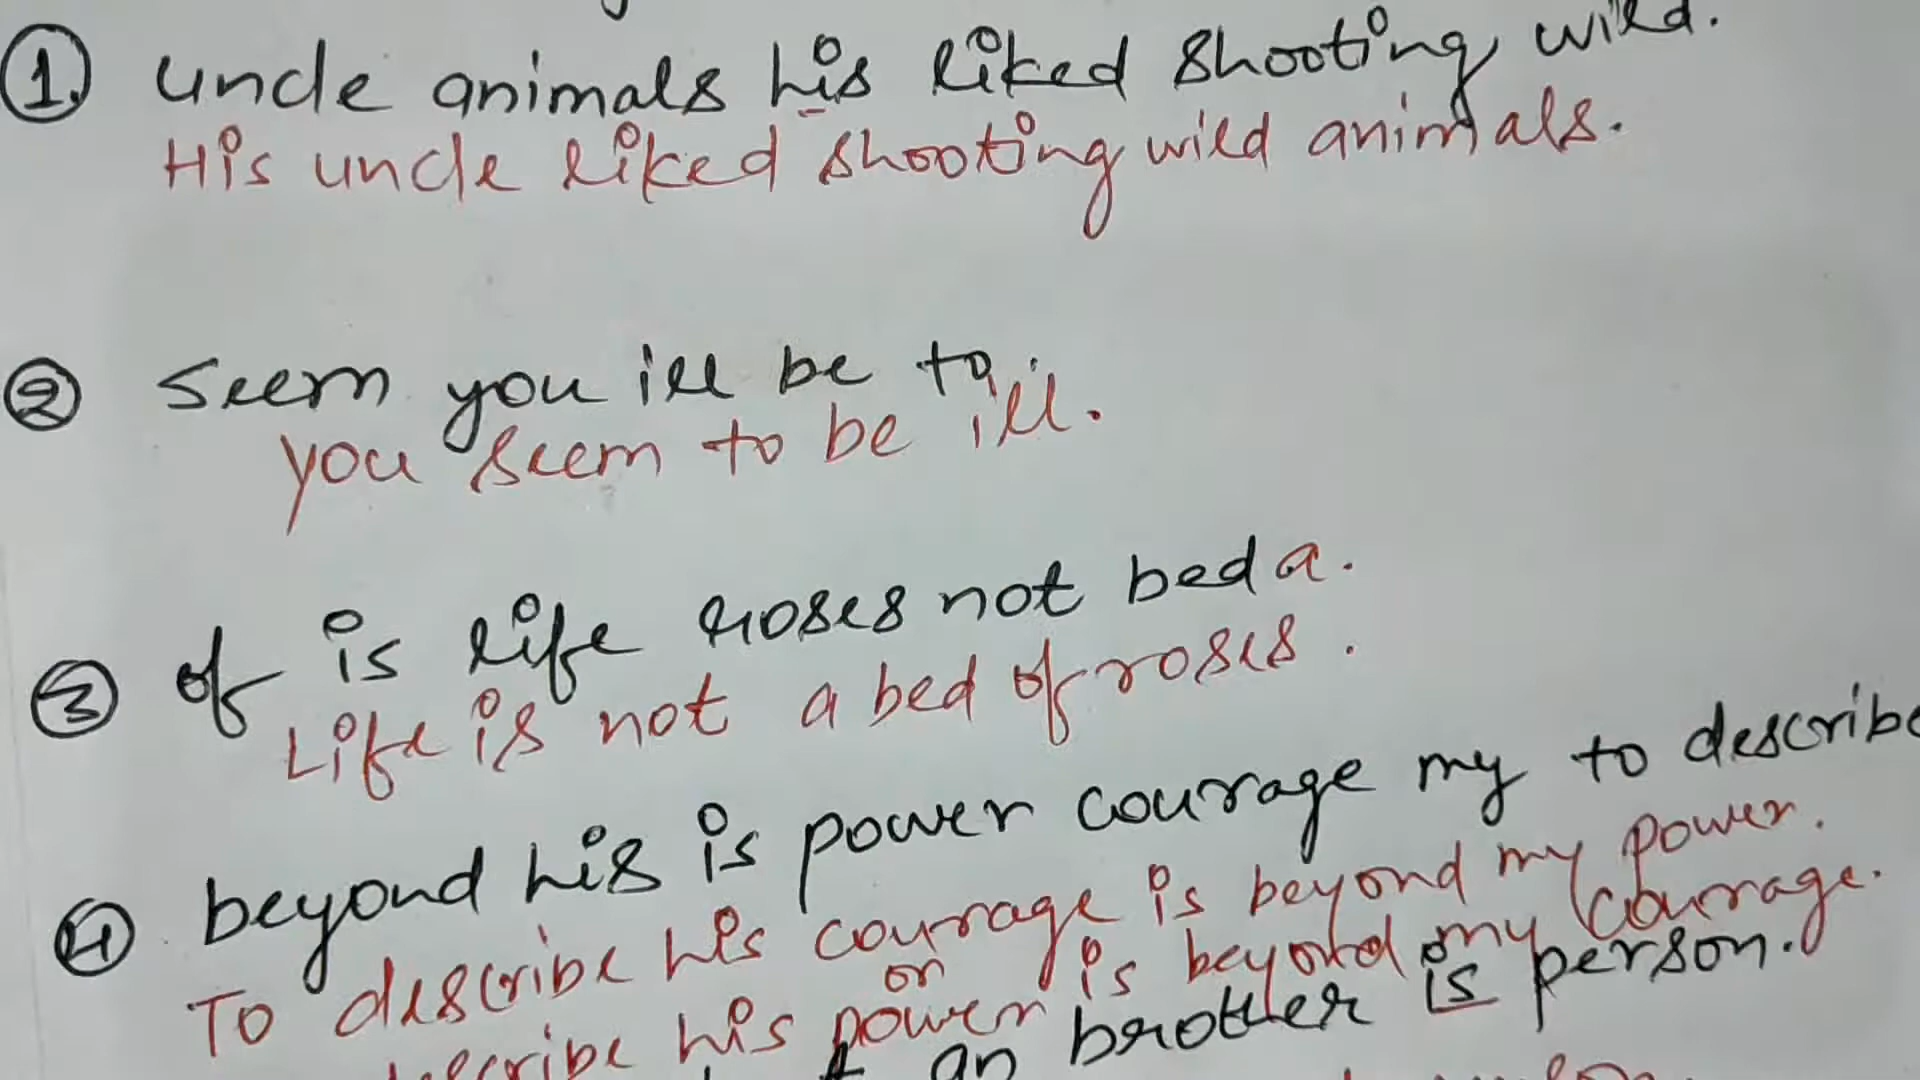 1. uncle animals his liked shooting wild.
His uncle liked shooting wild animals.
2 Seem you ill be to.
you seem to be ill.
3 of is life roses not bed a.
Life is not a bed of roses.
4 beyond his is power courage my to describe
To describe his courage is beyond my power.
or
describe his power is beyond my courage.
an brother is person.